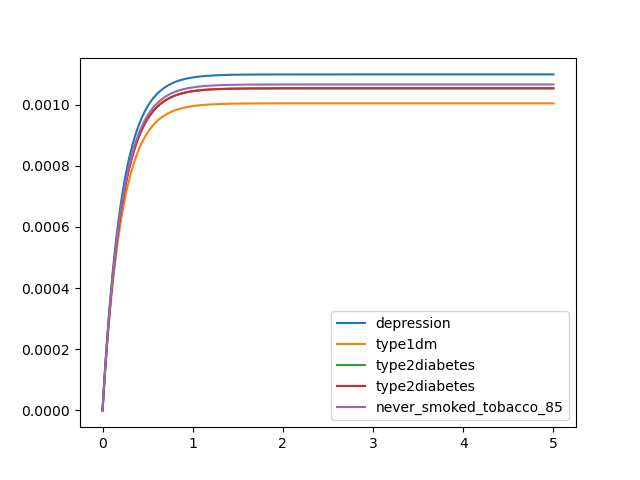 0.0010
0.0008
0.0006
0.0004
0.0002
0.0000
0 1 2 3 4 5
depression
type1dm
type2diabetes
type2diabetes
never_smoked_tobacco_85